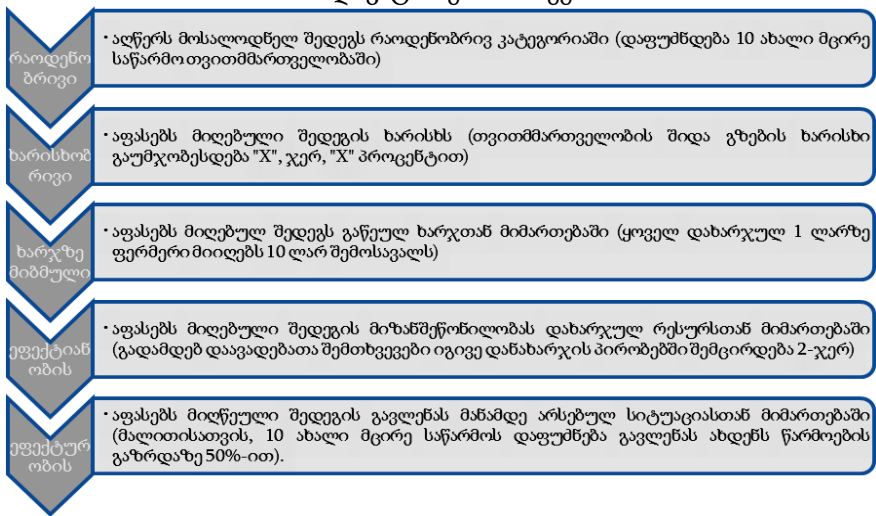 რაოდენო
ბრივი
· აღწერს მოსალოდნელ შედეგს რაოდენობრივ კატეგორიაში (დაფუძნდება 10 ახალი მცირე
საწარმო თვითმმართველობაში)
ხარისხობ
რივი
· აფასებს მიღებული შედეგის ხარისხს (თვითმმართველობის შიდა გზების ხარისხი
გაუმჯობესდება "X", ჯერ, "X" პროცენტით)
ხარჯზე
მიბმული
· აფასებს მიღებულ შედეგს გაწეულ ხარჯთან მიმართებაში (ყოველ დახარჯულ 1 ლარზე
ფერმერი მიიღებს 10 ლარ შემოსავალს)
ეფექტიან
ობის
· აფასებს მიღებული შედეგის მიზანშეწონილობას დახარჯულ რესურსთან მიმართებაში
(გადამდებ დაავადებათა შემთხვევები იგივე დანახარჯის პირობებში შემცირდება 2-ჯერ)
ეფექტურ
ობის
· აფასებს მიღწეული შედეგის გავლენას მანამდე არსებულ სიტუაციასთან მიმართებაში
(მალითისათვის, 10 ახალი მცირე საწარმოს დაფუძნება გავლენას ახდენს წარმოების
გაზრდაზე 50%-ით).